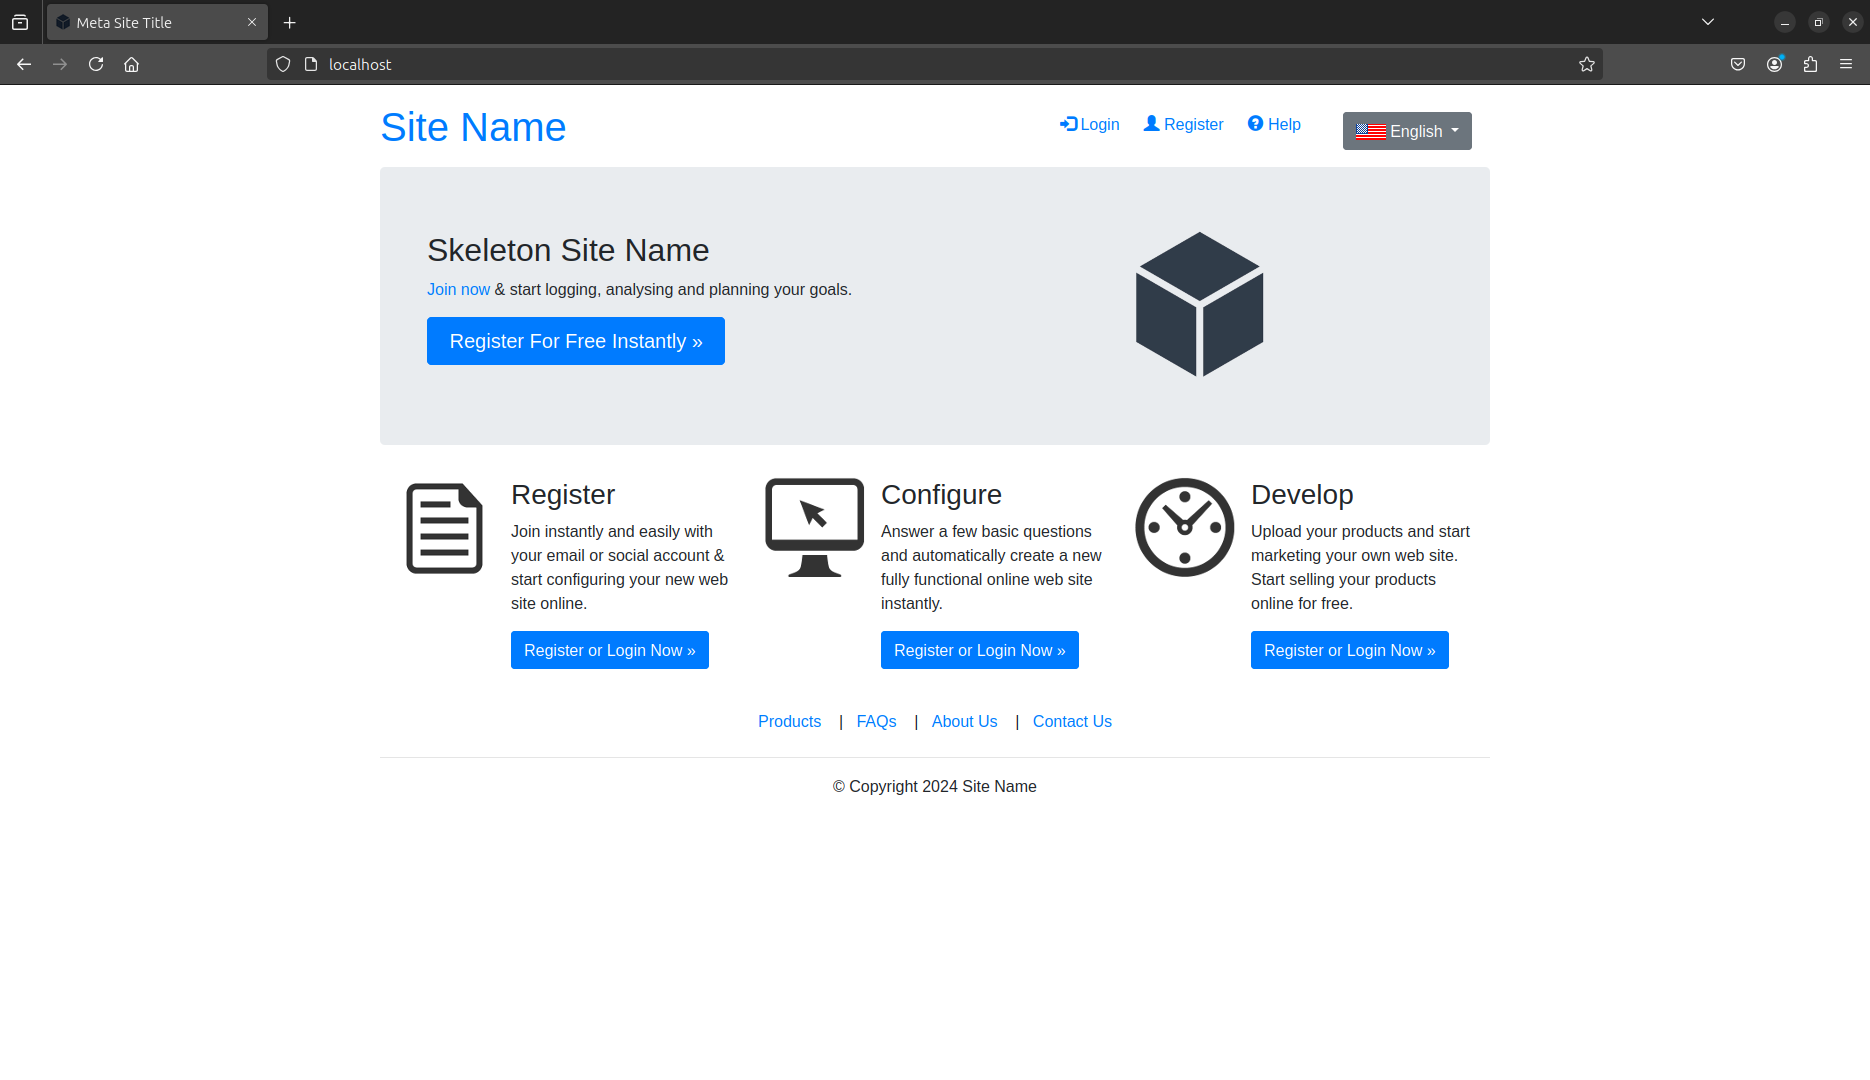 Meta Site Title
localhost
Site Name
Login
Register
Help
English
Skeleton Site Name
Join now & start logging, analysing and planning your goals.
Register For Free Instantly »
Register
Join instantly and easily with
your email or social account &
start configuring your new web
site online.
Register or Login Now »
Configure
Answer a few basic questions
and automatically create a new
fully functional online web site
instantly.
Register or Login Now »
Develop
Upload your products and start
marketing your own web site.
Start selling your products
online for free.
Register or Login Now »
Products | FAQs | About Us | Contact Us
© Copyright 2024 Site Name